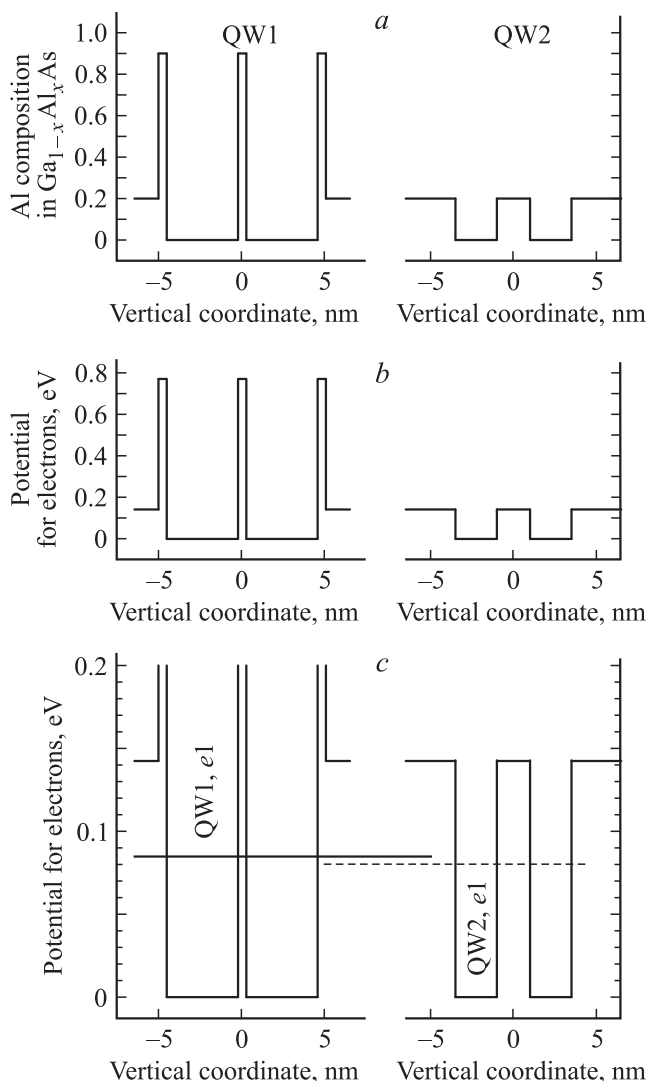 a
QW1
QW2
Al composition
in Ga1–xAlxAs
1.0
0.8
0.6
0.4
0.2
0
–5 0 5 –5 0 5
Vertical coordinate, nm Vertical coordinate, nm
b
Potential
for electrons, eV
0.8
0.6
0.4
0.2
0
–5 0 5 –5 0 5
Vertical coordinate, nm Vertical coordinate, nm
c
Potential for electrons, eV
0.2
0.1
0
QW1, e1
QW2, e1
–5 0 5 –5 0 5
Vertical coordinate, nm Vertical coordinate, nm